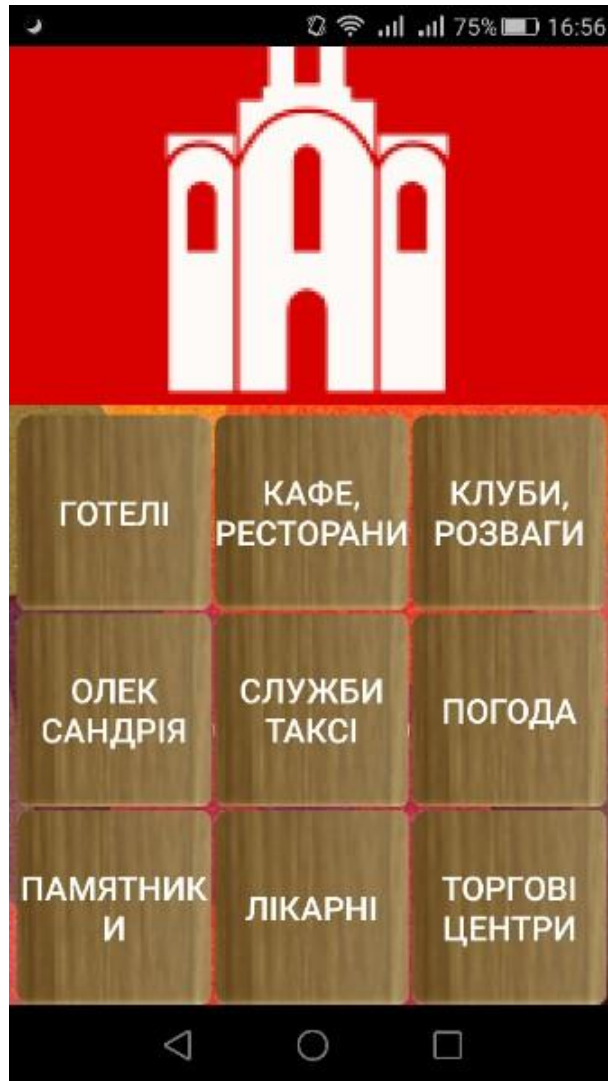 75% 16:56
ГОТЕЛІ
КАФЕ,
РЕСТОРАНИ
КЛУБИ,
РОЗВАГИ
ОЛЕК
САНДРІЯ
СЛУЖБИ
ТАКСІ
ПОГОДА
ПАМЯТНИК
И
ЛІКАРНІ
ТОРГОВІ
ЦЕНТРИ